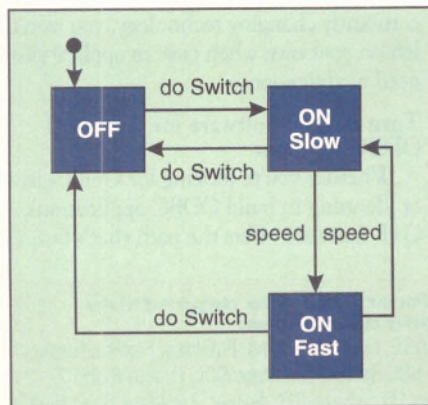 do Switch
OFF
ON
Slow
do Switch
speed speed
do Switch
ON
Fast